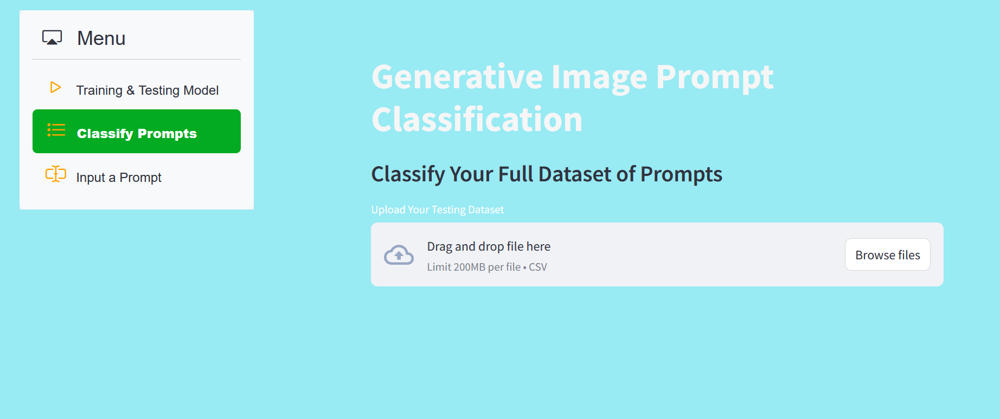 Menu
Training & Testing Model
Classify Prompts
Input a Prompt
Generative Image Prompt
Classification
Classify Your Full Dataset of Prompts
Upload Your Testing Dataset
Drag and drop file here
Limit 200MB per file • CSV
Browse files